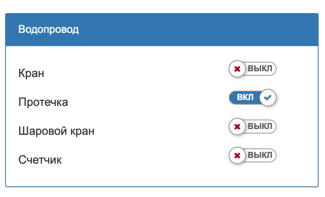 Водопровод
Кран ВЫКЛ
Протечка ВКЛ
Шаровой кран ВЫКЛ
Счетчик ВЫКЛ